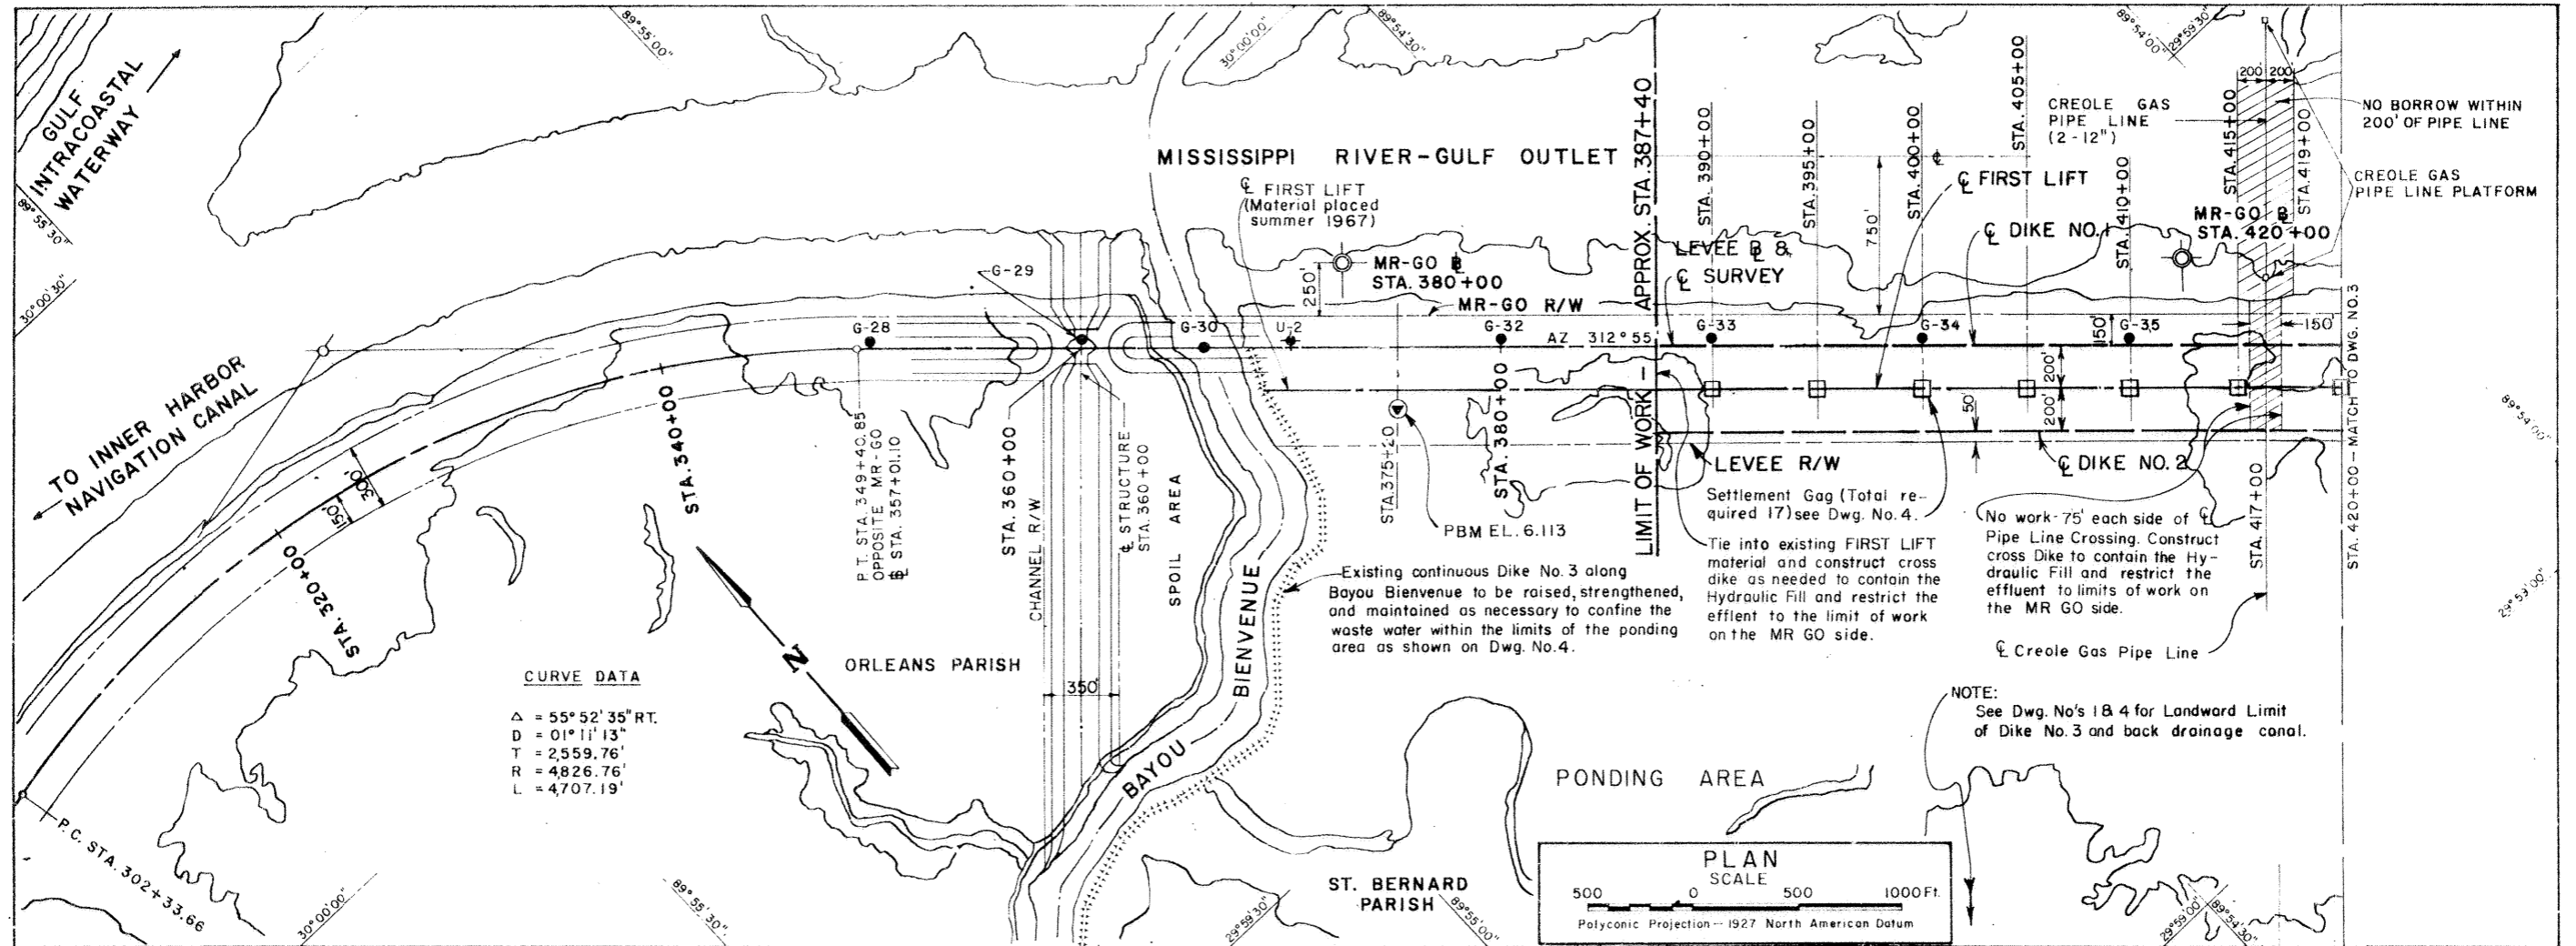 GULF
INTRACOASTAL
WATERWAY
89°55'30"
89°55'00"
30°00'00"
89°54'30"
89°54'00"
29°59'30"
30°00'30"
TO INNER HARBOR
NAVIGATION CANAL
MISSISSIPPI RIVER-GULF OUTLET
℄ FIRST LIFT
(Material placed
summer 1967)
LIMIT OF WORK — APPROX. STA. 387+40
STA. 390+00
STA. 395+00
STA. 400+00
STA. 405+00
STA. 410+00
STA. 415+00
STA. 419+00
CREOLE GAS
PIPE LINE
(2-12")
200' 200'
NO BORROW WITHIN
200' OF PIPE LINE
CREOLE GAS
PIPE LINE PLATFORM
℄
℄ FIRST LIFT
750'
℄ DIKE NO. 1
MR-GO ℄
STA. 420+00
LEVEE ℄ &
℄ SURVEY
MR-GO ℄
STA. 380+00
250'
MR-GO R/W
G-28
G-29
G-30
U-2
G-32
AZ 312°55
G-33
G-34
G-35
150'
150'
200'
200'
50'
300'
150'
STA. 320+00
STA. 340+00
P.T. STA. 349+40.85
OPPOSITE MR-GO
℄ STA. 357+01.10
STA. 360+00
CHANNEL R/W
℄ STRUCTURE
STA. 360+00
SPOIL AREA
350'
BAYOU BIENVENUE
STA. 375+20
STA. 380+00
PBM EL. 6.113
LEVEE R/W
℄ DIKE NO. 2
Settlement Gag (Total re-
quired 17) see Dwg. No. 4.
Tie into existing FIRST LIFT
material and construct cross
dike as needed to contain the
Hydraulic Fill and restrict the
efflent to the limit of work
on the MR GO side.
No work-75' each side of ℄
Pipe Line Crossing. Construct
cross Dike to contain the Hy-
draulic Fill and restrict the
effluent to limits of work on
the MR GO side.
STA. 417+00
STA. 420+00 — MATCH TO DWG. NO. 3
89°54'00"
29°59'00"
℄ Creole Gas Pipe Line
Existing continuous Dike No. 3 along
Bayou Bienvenue to be raised, strengthened,
and maintained as necessary to confine the
waste water within the limits of the ponding
area as shown on Dwg. No. 4.
N
ORLEANS PARISH
CURVE DATA
Δ = 55°52'35" RT.
D = 01°11'13"
T = 2,559.76'
R = 4,826.76'
L = 4,707.19'
NOTE:
See Dwg. No's 1 & 4 for Landward Limit
of Dike No. 3 and back drainage canal.
PONDING AREA
P.C. STA. 302+33.66
30°00'00"
89°55'30"
29°59'30"
ST. BERNARD
PARISH
89°55'00"
PLAN
SCALE
500 0 500 1000 Ft.
Polyconic Projection -- 1927 North American Datum
29°59'00"
89°54'30"